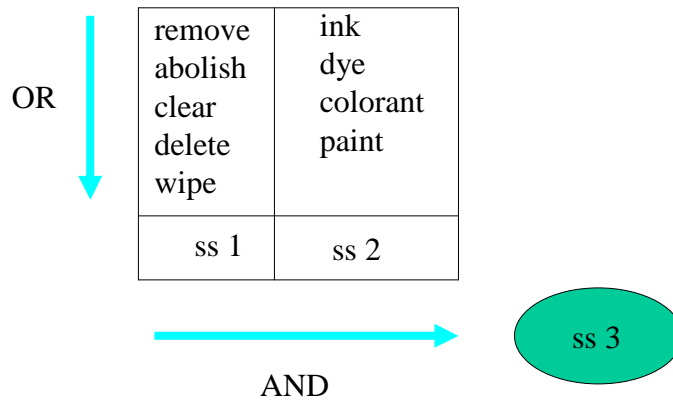 remove
abolish
clear
delete
wipe
ink
dye
colorant
paint
OR
ss 1
ss 2
ss 3
AND